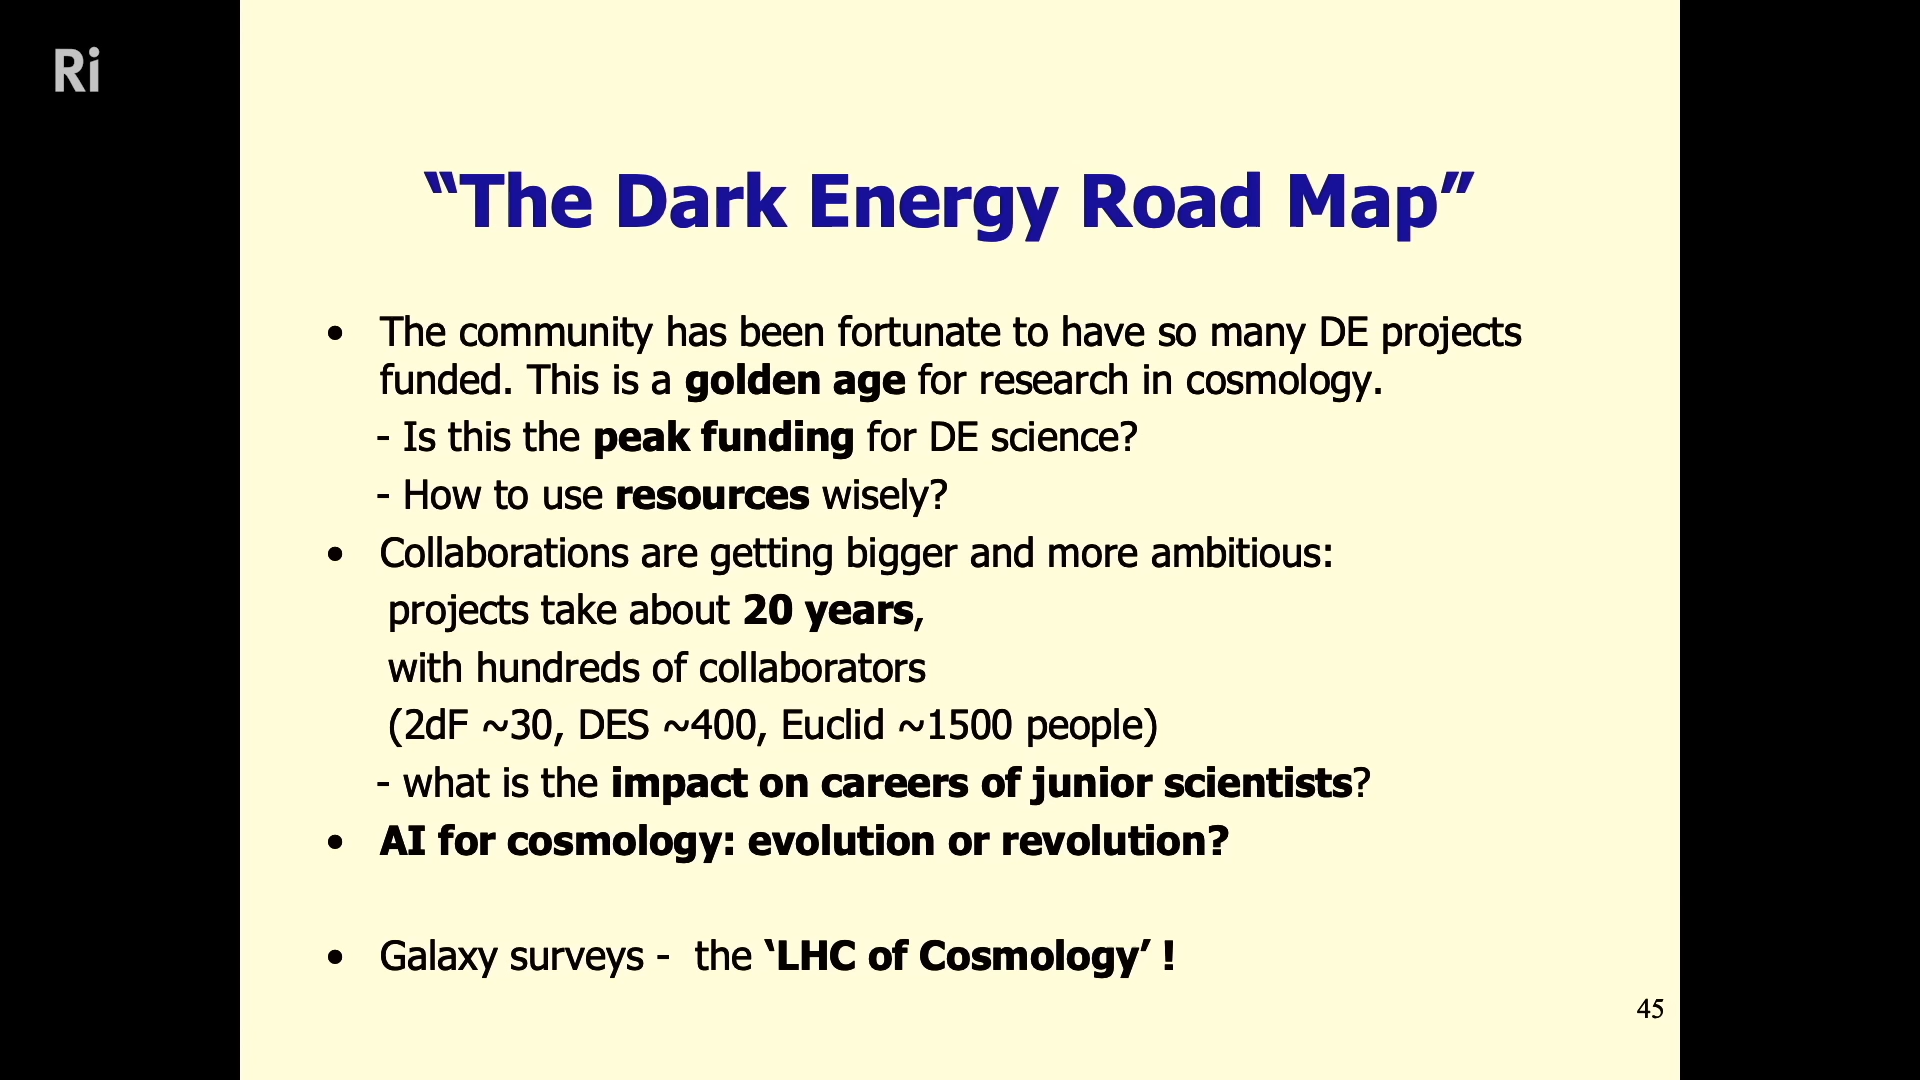 Ri
“The Dark Energy Road Map”
• The community has been fortunate to have so many DE projects
funded. This is a golden age for research in cosmology.
- Is this the peak funding for DE science?
- How to use resources wisely?
• Collaborations are getting bigger and more ambitious:
projects take about 20 years,
with hundreds of collaborators
(2dF ~30, DES ~400, Euclid ~1500 people)
- what is the impact on careers of junior scientists?
• AI for cosmology: evolution or revolution?
• Galaxy surveys - the ‘LHC of Cosmology’ !
45